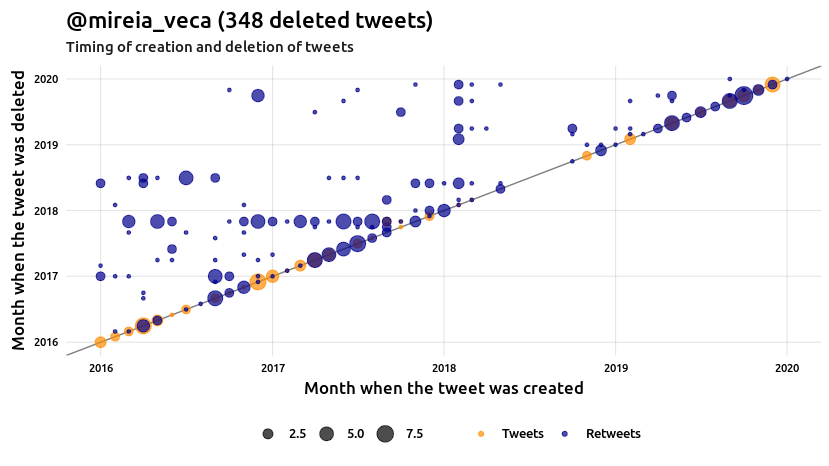 @mireia_veca (348 deleted tweets)
Timing of creation and deletion of tweets
Month when the tweet was deleted
2020
2019
2018
2017
2016
2016 2017 2018 2019 2020
Month when the tweet was created
2.5 5.0 7.5 Tweets Retweets